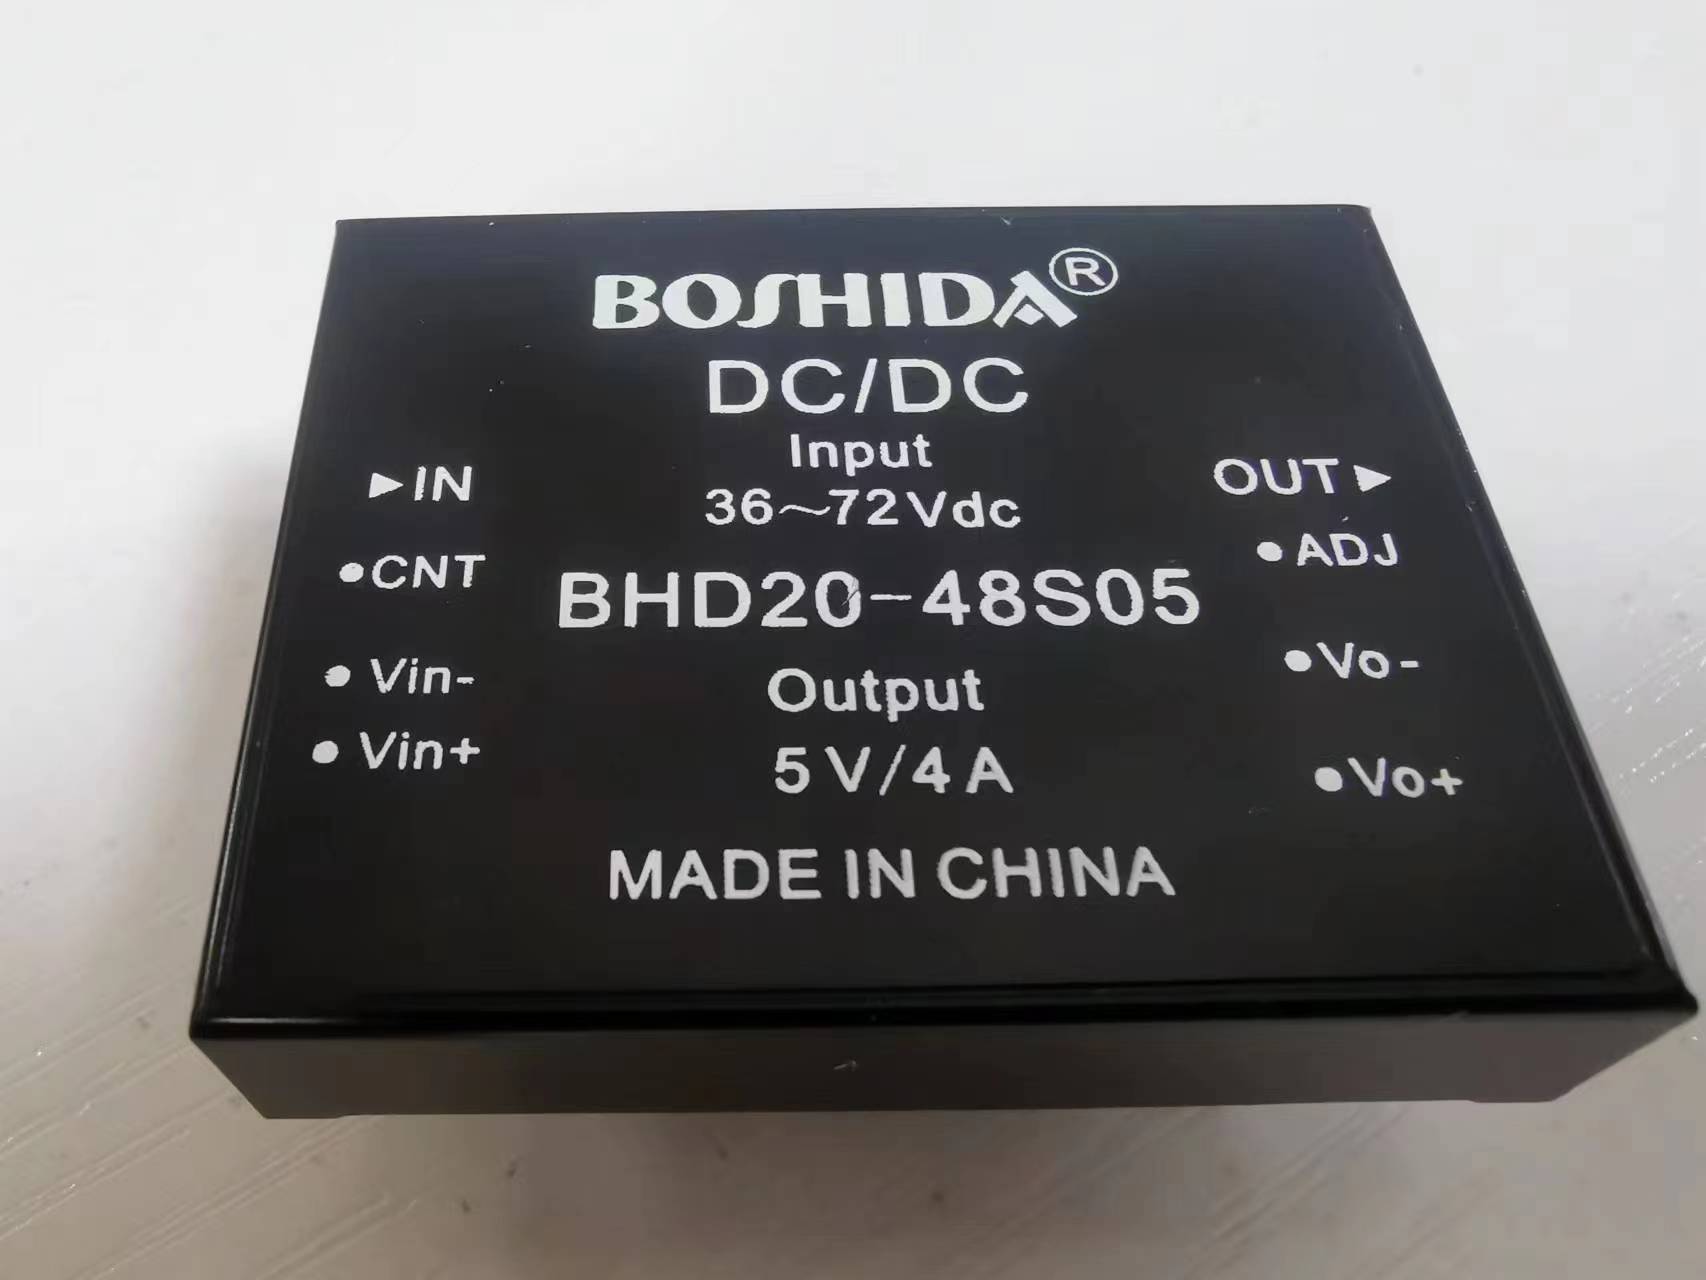 BOSHIDA®
DC/DC
Input
36~72Vdc
▶IN
OUT▶
•CNT
•ADJ
BHD20-48S05
• Vin-
•Vo-
Output
• Vin+
5V/4A
•Vo+
MADE IN CHINA